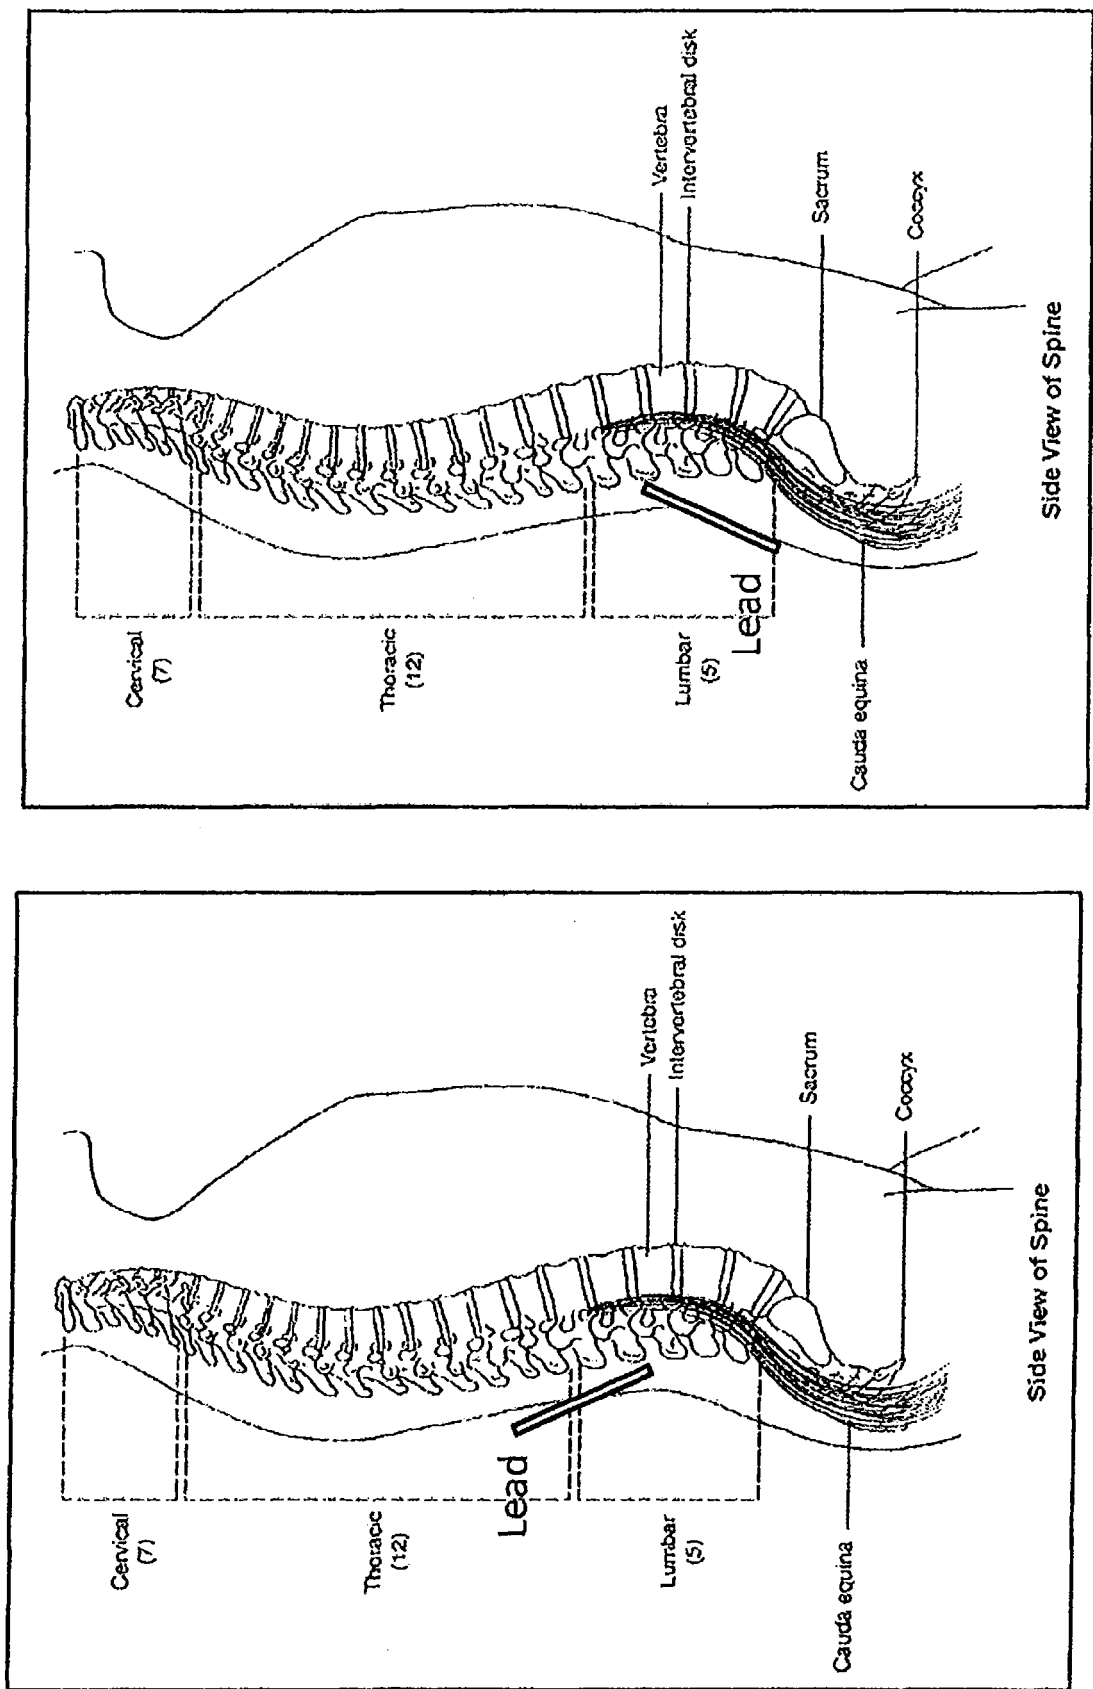 Cervical
(7)
Thoracic
(12)
Lumbar
(5)
Lead
Cauda equina
Vertebra
Intervertebral disk
Sacrum
Coccyx
Side View of Spine
Cervical
(7)
Thoracic
(12)
Lead
Lumbar
(5)
Cauda equina
Vertebra
Intervertebral disk
Sacrum
Coccyx
Side View of Spine